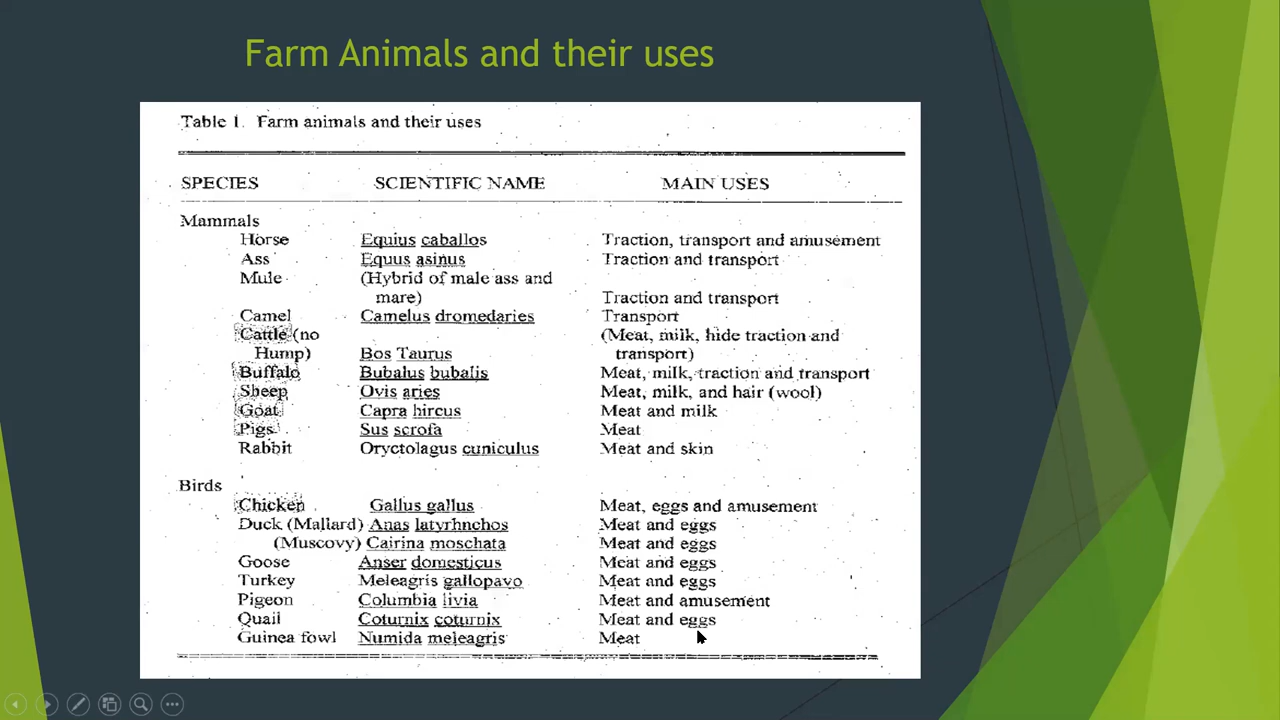 Farm Animals and their uses
Table 1. Farm animals and their uses
SPECIES SCIENTIFIC NAME MAIN USES
Mammals
Horse Equius caballos Traction, transport and amusement
Ass Equus asinus Traction and transport
Mule (Hybrid of male ass and
mare) Traction and transport
Camel Camelus dromedaries Transport
Cattle (no (Meat, milk, hide traction and
Hump) Bos Taurus transport)
Buffalo Bubalus bubalis Meat, milk, traction and transport
Sheep Ovis aries Meat, milk, and hair (wool)
Goat Capra hircus Meat and milk
Pigs Sus scrofa Meat
Rabbit Oryctolagus cuniculus Meat and skin
Birds
Chicken Gallus gallus Meat, eggs and amusement
Duck (Mallard) Anas latyrhnchos Meat and eggs
(Muscovy) Cairina moschata Meat and eggs
Goose Anser domesticus Meat and eggs
Turkey Meleagris gallopavo Meat and eggs
Pigeon Columbia livia Meat and amusement
Quail Coturnix coturnix Meat and eggs
Guinea fowl Numida meleagris Meat